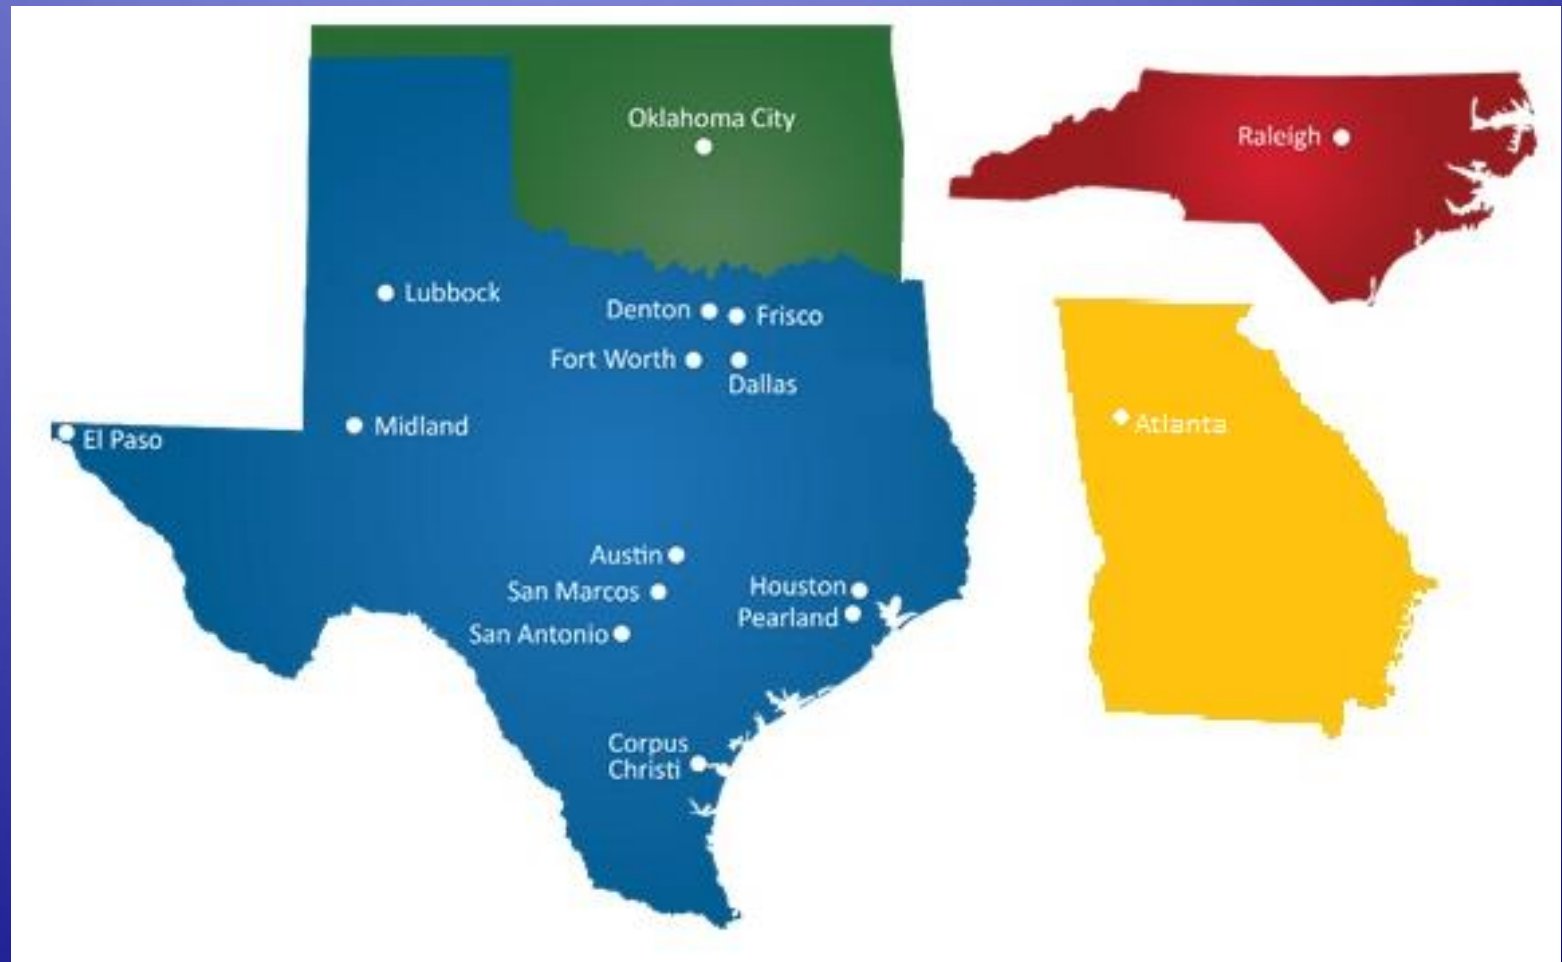 Oklahoma City
Raleigh
Lubbock
Denton
Frisco
Fort Worth
Dallas
Atlanta
Midland
El Paso
Austin
San Marcos
Houston
Pearland
San Antonio
Corpus
Christi